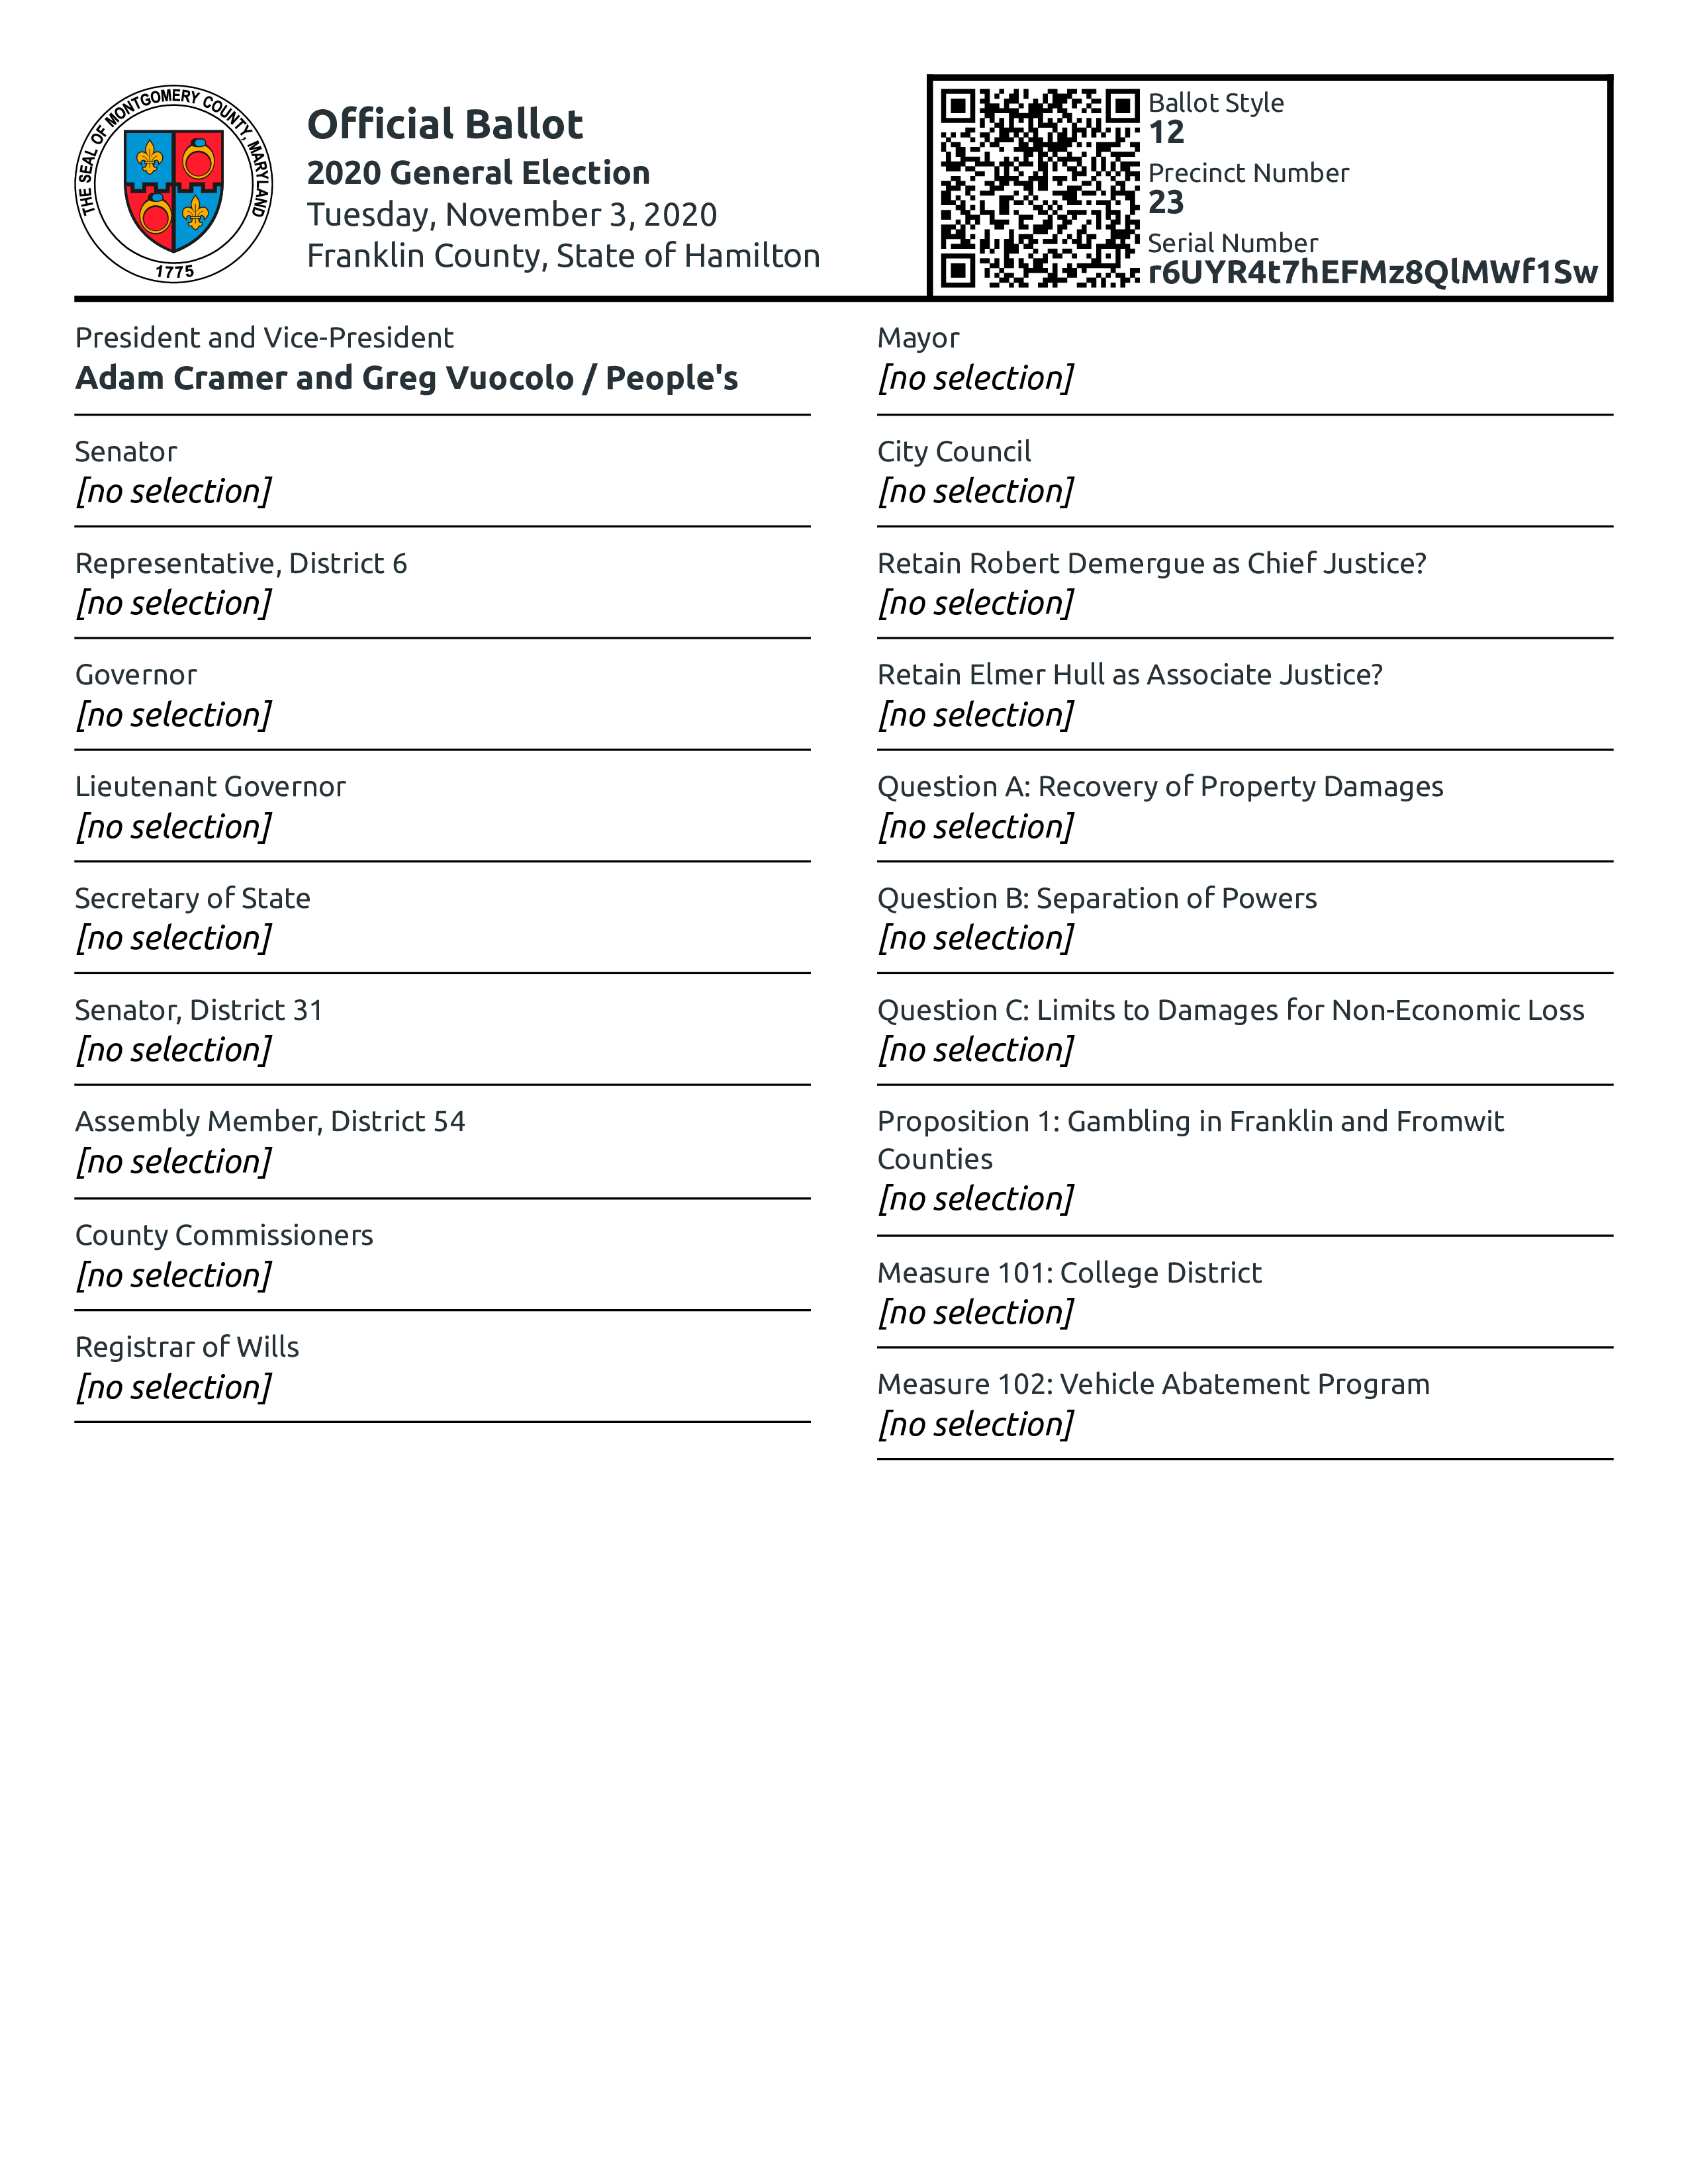 THE SEAL OF MONTGOMERY COUNTY, MARYLAND
1775
Official Ballot
2020 General Election
Tuesday, November 3, 2020
Franklin County, State of Hamilton
Ballot Style
12
Precinct Number
23
Serial Number
r6UYR4t7hEFMz8QlMWf1Sw
President and Vice-President
Adam Cramer and Greg Vuocolo / People's
Senator
[no selection]
Representative, District 6
[no selection]
Governor
[no selection]
Lieutenant Governor
[no selection]
Secretary of State
[no selection]
Senator, District 31
[no selection]
Assembly Member, District 54
[no selection]
County Commissioners
[no selection]
Registrar of Wills
[no selection]
Mayor
[no selection]
City Council
[no selection]
Retain Robert Demergue as Chief Justice?
[no selection]
Retain Elmer Hull as Associate Justice?
[no selection]
Question A: Recovery of Property Damages
[no selection]
Question B: Separation of Powers
[no selection]
Question C: Limits to Damages for Non-Economic Loss
[no selection]
Proposition 1: Gambling in Franklin and Fromwit
Counties
[no selection]
Measure 101: College District
[no selection]
Measure 102: Vehicle Abatement Program
[no selection]